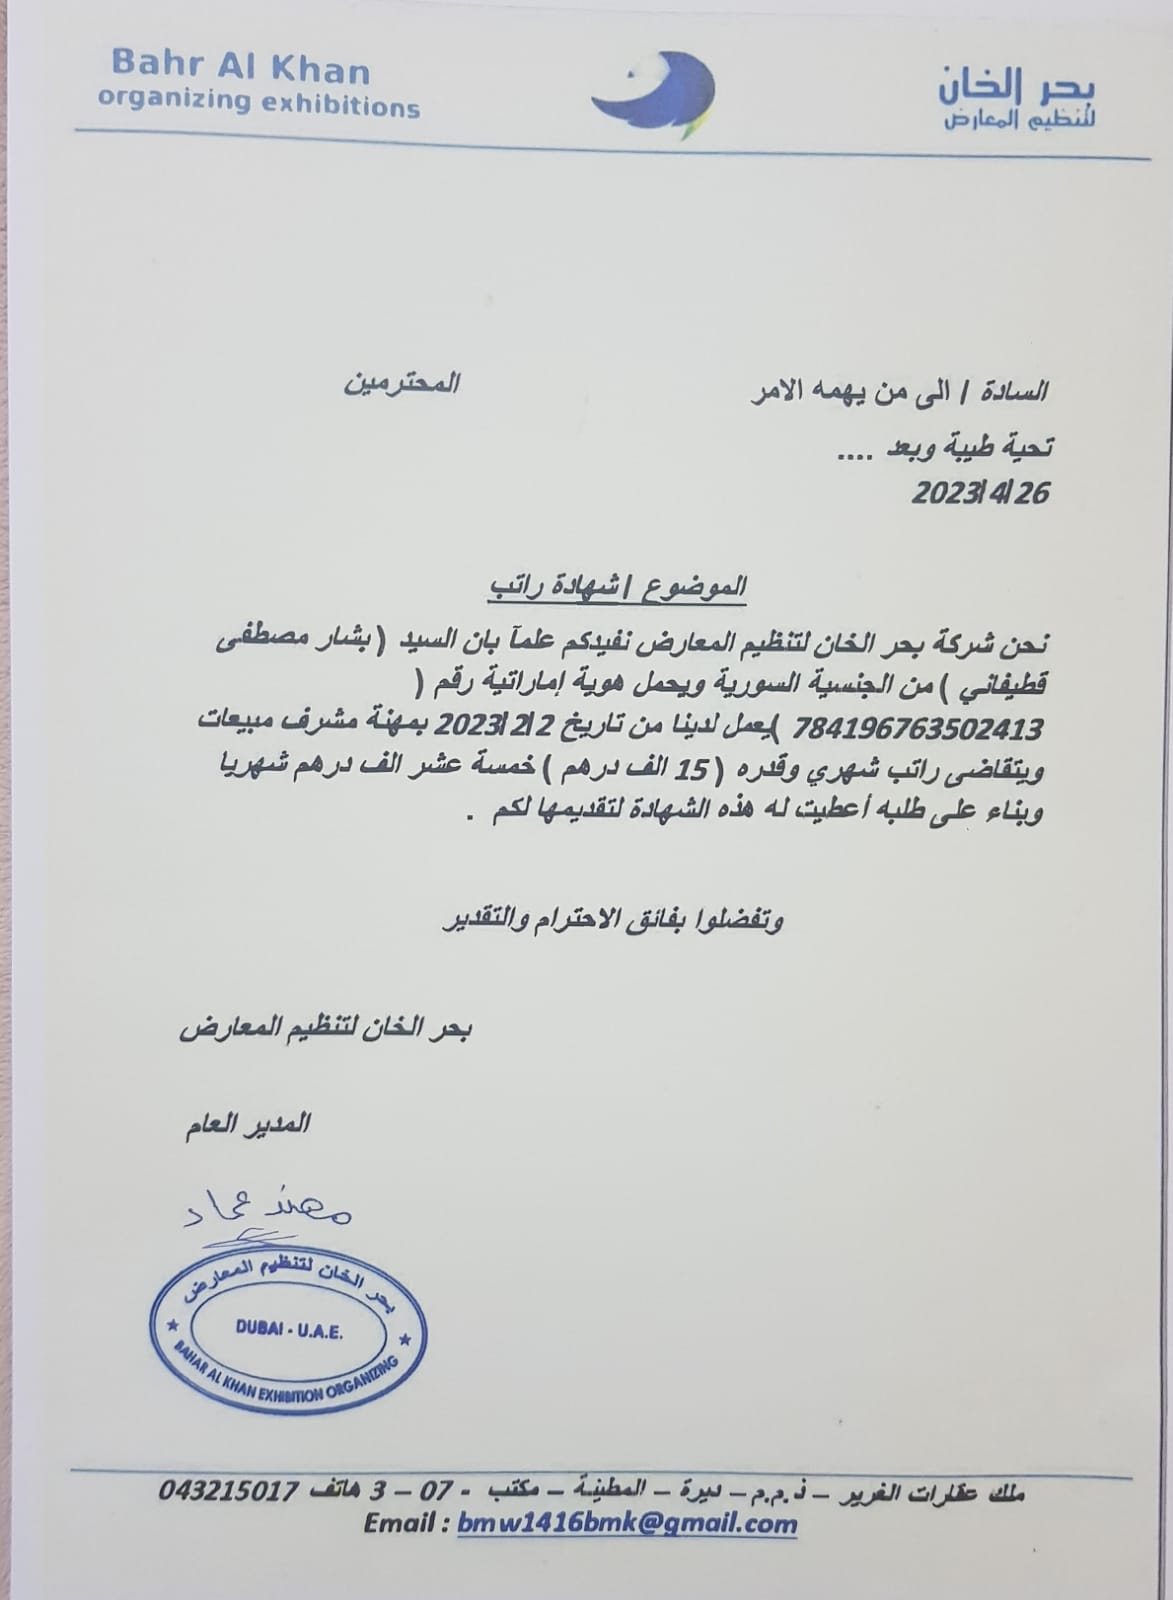 Bahr Al Khan
organizing exhibitions
بحر الخان
لتنظيم المعارض
السادة / الى من يهمه الامر المحترمين
تحية طيبة وبعد ....
2023/4/26
الموضوع / شهادة راتب
نحن شركة بحر الخان لتنظيم المعارض نفيدكم علمآ بان السيد ( بشار مصطفى
قطيفاني ) من الجنسية السورية ويحمل هوية إماراتية رقم (
784196763502413 )يعمل لدينا من تاريخ 2023/2/2 بمهنة مشرف مبيعات
ويتقاضى راتب شهري وقدره ( 15 الف درهم ) خمسة عشر الف درهم شهريا
وبناء على طلبه أعطيت له هذه الشهادة لتقديمها لكم .
وتفضلوا بفائق الاحترام والتقدير
بحر الخان لتنظيم المعارض
المدير العام
مهند عماد
بحر الخان لتنظيم المعارض
DUBAI - U.A.E.
BAHAR AL KHAN EXHIBITION ORGANIZING
ملك عقارات الغرير – ذ.م.م – ديرة – المطينة – مكتب - 07 – 3 هاتف 043215017
Email : bmw1416bmk@gmail.com